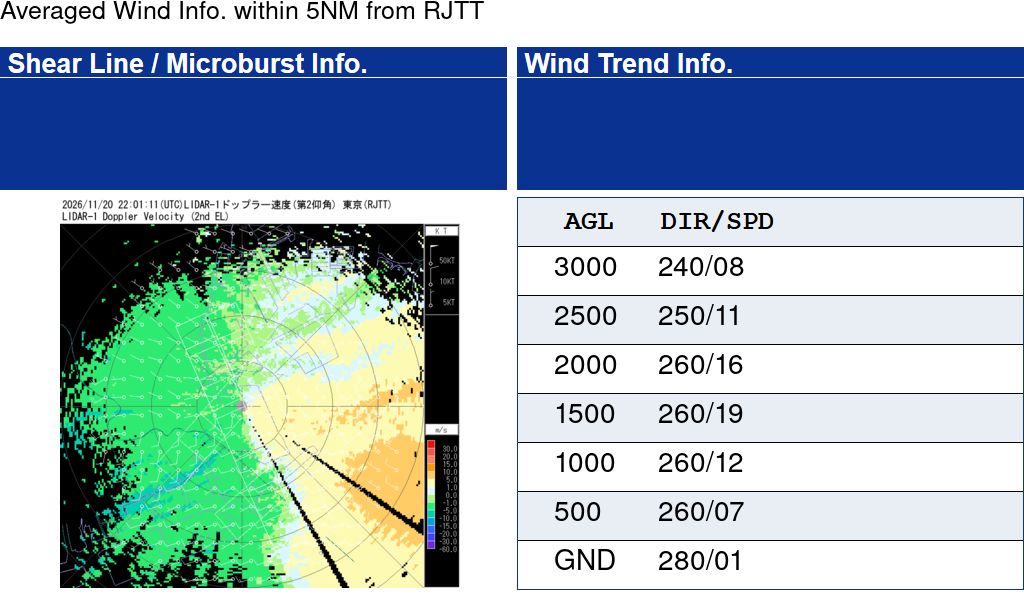 Averaged Wind Info. within 5NM from RJTT
Shear Line / Microburst Info.
Wind Trend Info.
2026/11/20 22:01:11(UTC)LIDAR-1ドップラー速度(第2仰角) 東京(RJTT)
LIDAR-1 Doppler Velocity (2nd EL)
KT
50KT
10KT
5KT
m/s
30.0
20.0
15.0
10.0
5.0
1.0
0.0
-1.0
-5.0
-10.0
-15.0
-20.0
-30.0
-60.0
AGL DIR/SPD
3000 240/08
2500 250/11
2000 260/16
1500 260/19
1000 260/12
500 260/07
GND 280/01